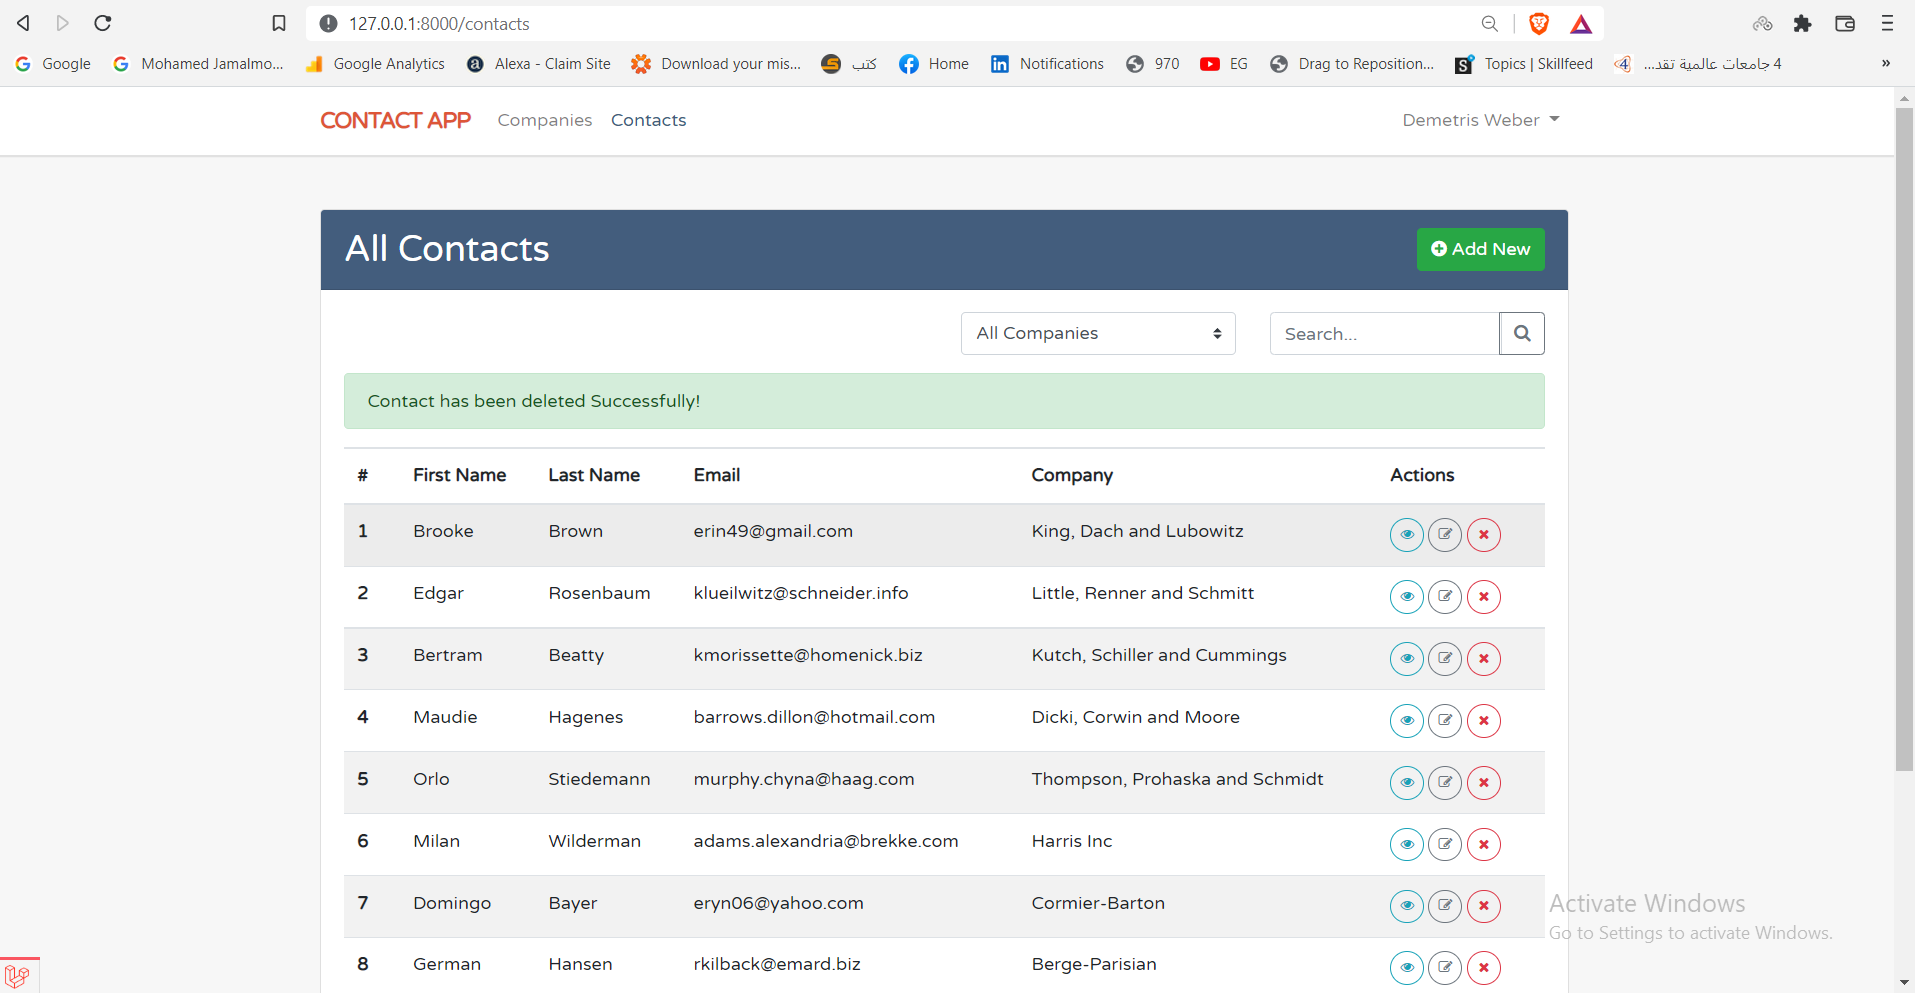 127.0.0.1:8000/contacts
Google
Mohamed Jamalmo...
Google Analytics
Alexa - Claim Site
Download your mis...
كتب
Home
Notifications
970
EG
Drag to Reposition...
Topics | Skillfeed
4 جامعات عالمية تقد...
»
CONTACT APP Companies Contacts Demetris Weber
All Contacts Add New
All Companies Search...
Contact has been deleted Successfully!
# First Name Last Name Email Company Actions
1 Brooke Brown erin49@gmail.com King, Dach and Lubowitz
2 Edgar Rosenbaum klueilwitz@schneider.info Little, Renner and Schmitt
3 Bertram Beatty kmorissette@homenick.biz Kutch, Schiller and Cummings
4 Maudie Hagenes barrows.dillon@hotmail.com Dicki, Corwin and Moore
5 Orlo Stiedemann murphy.chyna@haag.com Thompson, Prohaska and Schmidt
6 Milan Wilderman adams.alexandria@brekke.com Harris Inc
7 Domingo Bayer eryn06@yahoo.com Cormier-Barton
8 German Hansen rkilback@emard.biz Berge-Parisian
Activate Windows
Go to Settings to activate Windows.